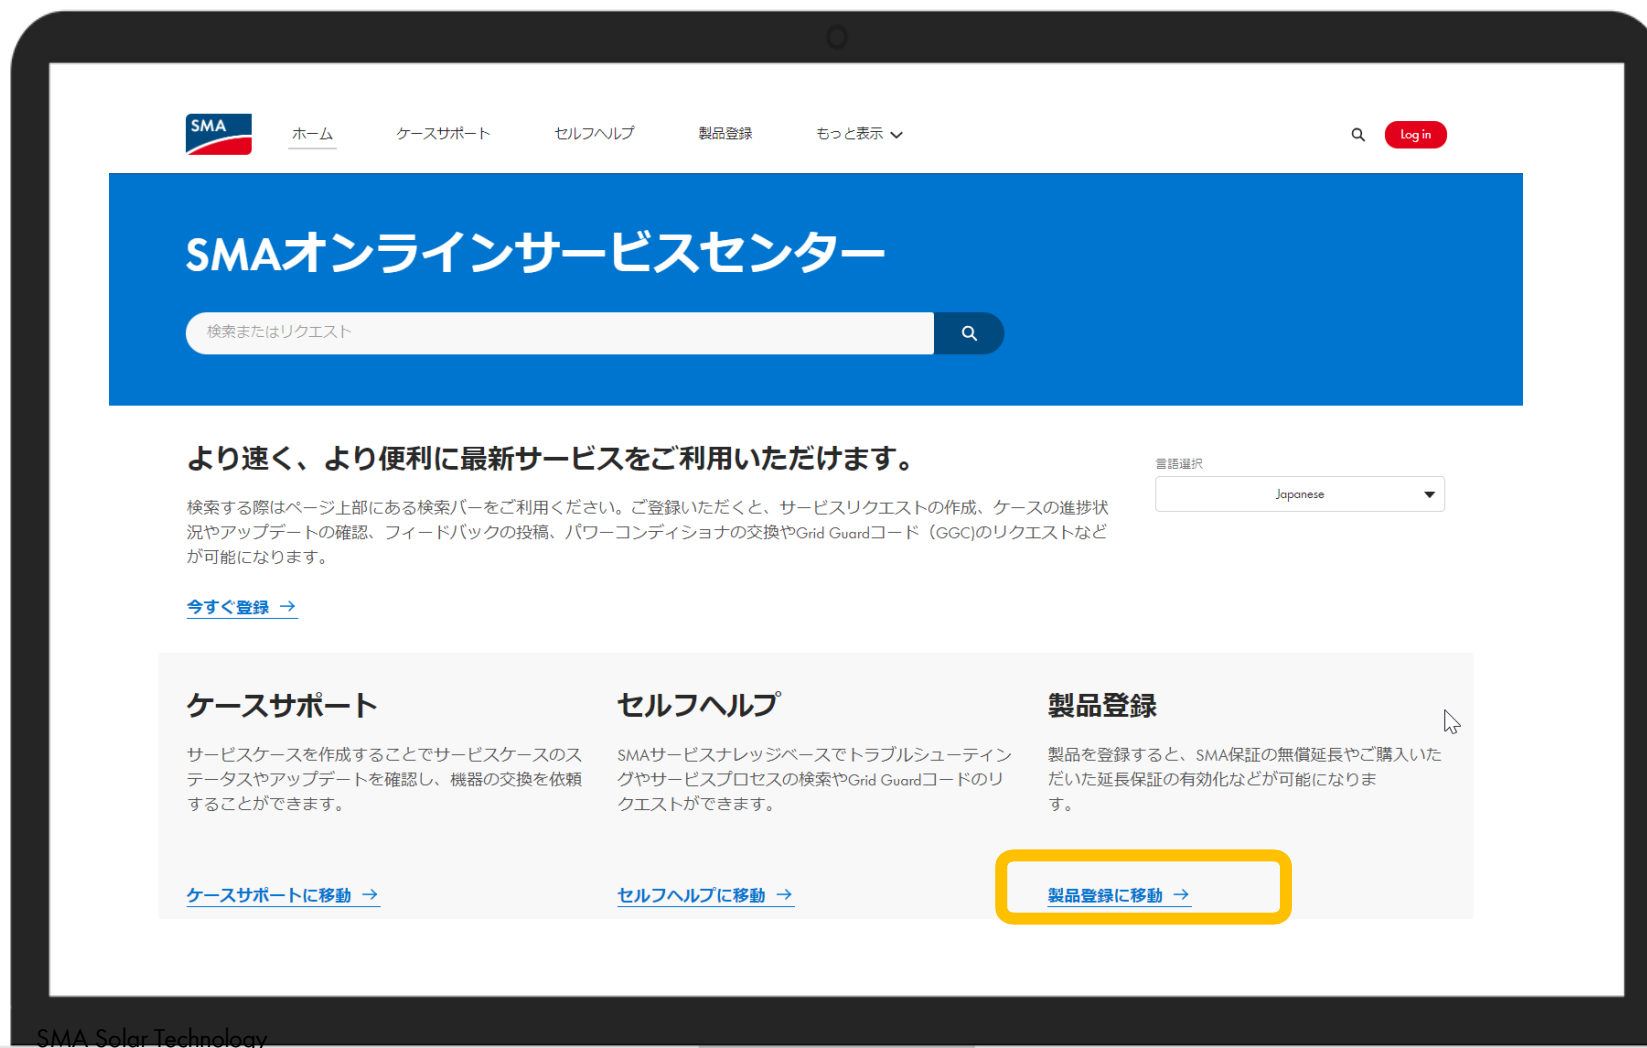 SMA
ホーム
ケースサポート
セルフヘルプ
製品登録
もっと表示
Log in
SMAオンラインサービスセンター
検索またはリクエスト
より速く、より便利に最新サービスをご利用いただけます。
検索する際はページ上部にある検索バーをご利用ください。ご登録いただくと、サービスリクエストの作成、ケースの進捗状
況やアップデートの確認、フィードバックの投稿、パワーコンディショナの交換やGrid Guardコード（GGC)のリクエストなど
が可能になります。
今すぐ登録 →
言語選択
Japanese
ケースサポート
サービスケースを作成することでサービスケースのス
テータスやアップデートを確認し、機器の交換を依頼
することができます。
ケースサポートに移動 →
セルフヘルプ
SMAサービスナレッジベースでトラブルシューティン
グやサービスプロセスの検索やGrid Guardコードのリ
クエストができます。
セルフヘルプに移動 →
製品登録
製品を登録すると、SMA保証の無償延長やご購入いた
だいた延長保証の有効化などが可能になりま
す。
製品登録に移動 →
SMA Solar Technology